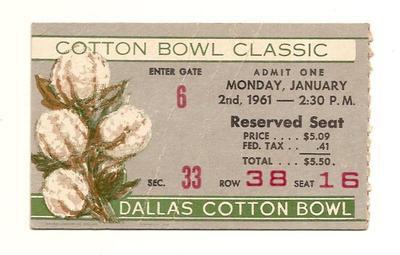 COTTON BOWL CLASSIC
ENTER GATE
6
ADMIT ONE
MONDAY, JANUARY
2nd, 1961 — 2:30 P.M.
Reserved Seat
PRICE . . . . $5.09
FED. TAX . . .41
TOTAL . . . $5.50.
SEC. 33 ROW 38 SEAT 16
DALLAS COTTON BOWL